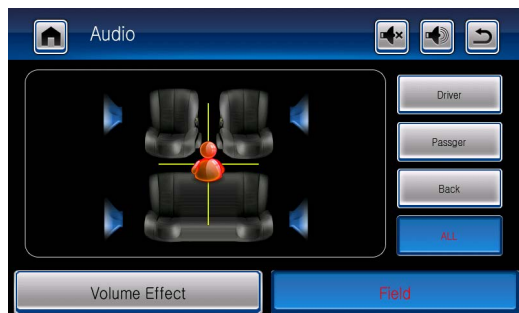 Audio
Driver
Passger
Back
ALL
Volume Effect
Field